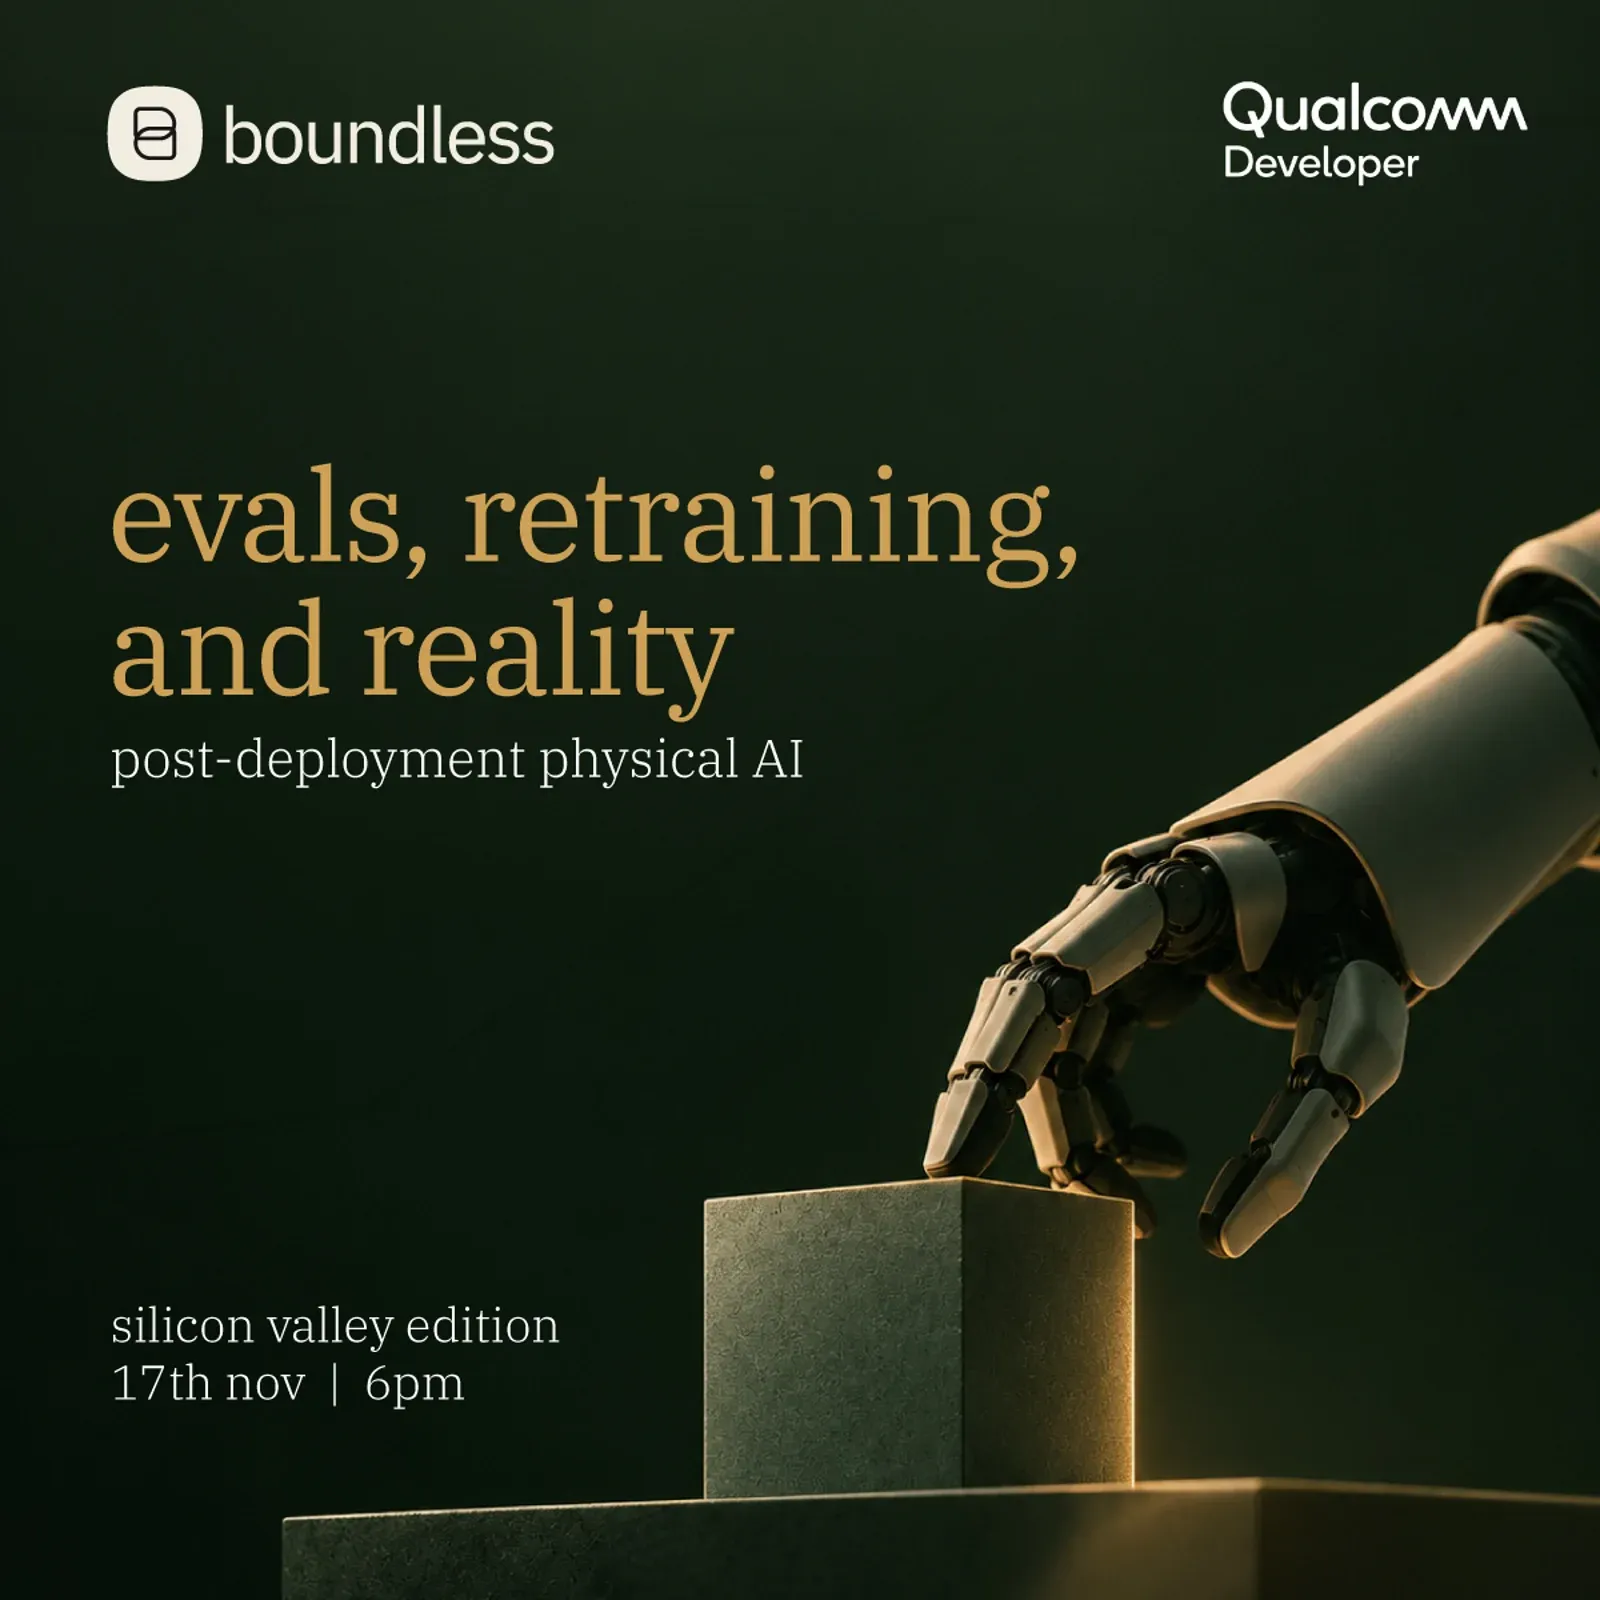 boundless
Qualcomm
Developer
evals, retraining,
and reality
post-deployment physical AI
silicon valley edition
17th nov | 6pm